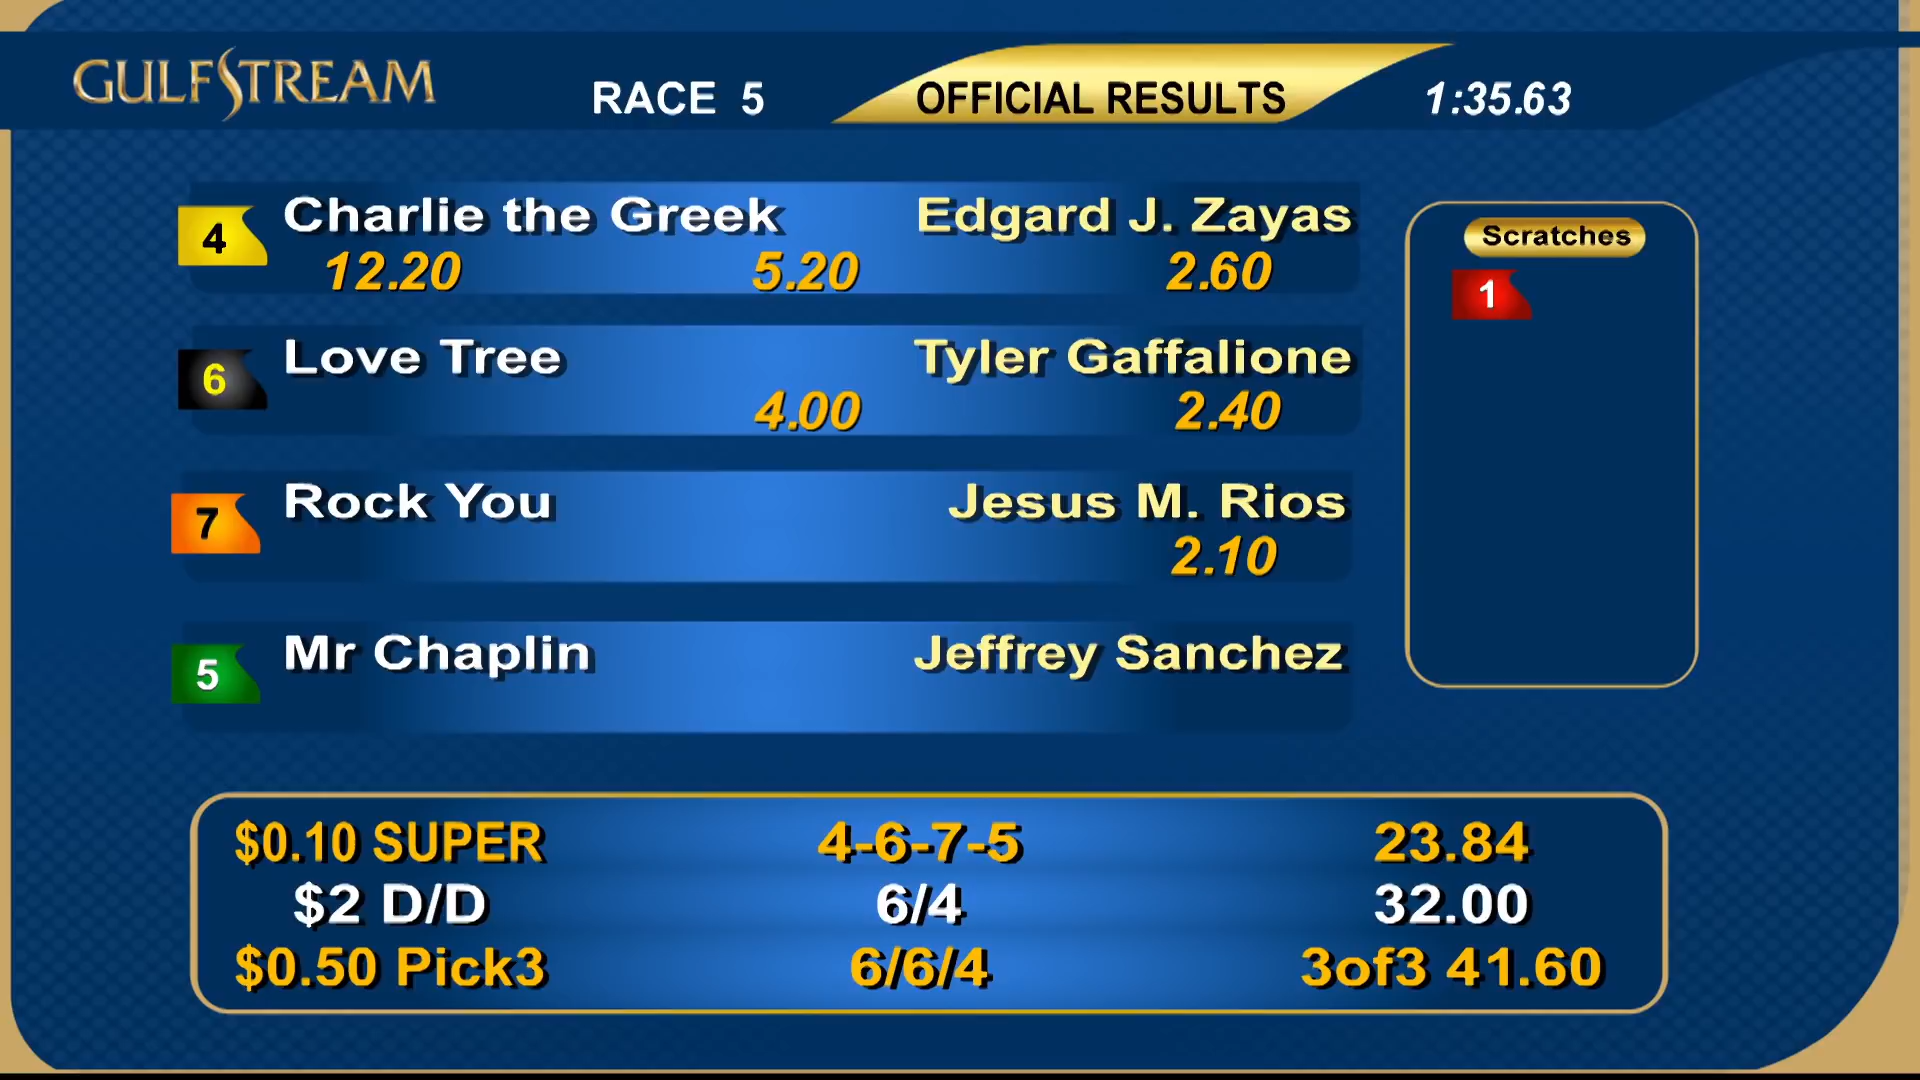 GULFSTREAM RACE 5 OFFICIAL RESULTS 1:35.63
4 Charlie the Greek Edgard J. Zayas
12.20 5.20 2.60
6 Love Tree Tyler Gaffalione
4.00 2.40
7 Rock You Jesus M. Rios
2.10
5 Mr Chaplin Jeffrey Sanchez
Scratches
1
$0.10 SUPER 4-6-7-5 23.84
$2 D/D 6/4 32.00
$0.50 Pick3 6/6/4 3of3 41.60